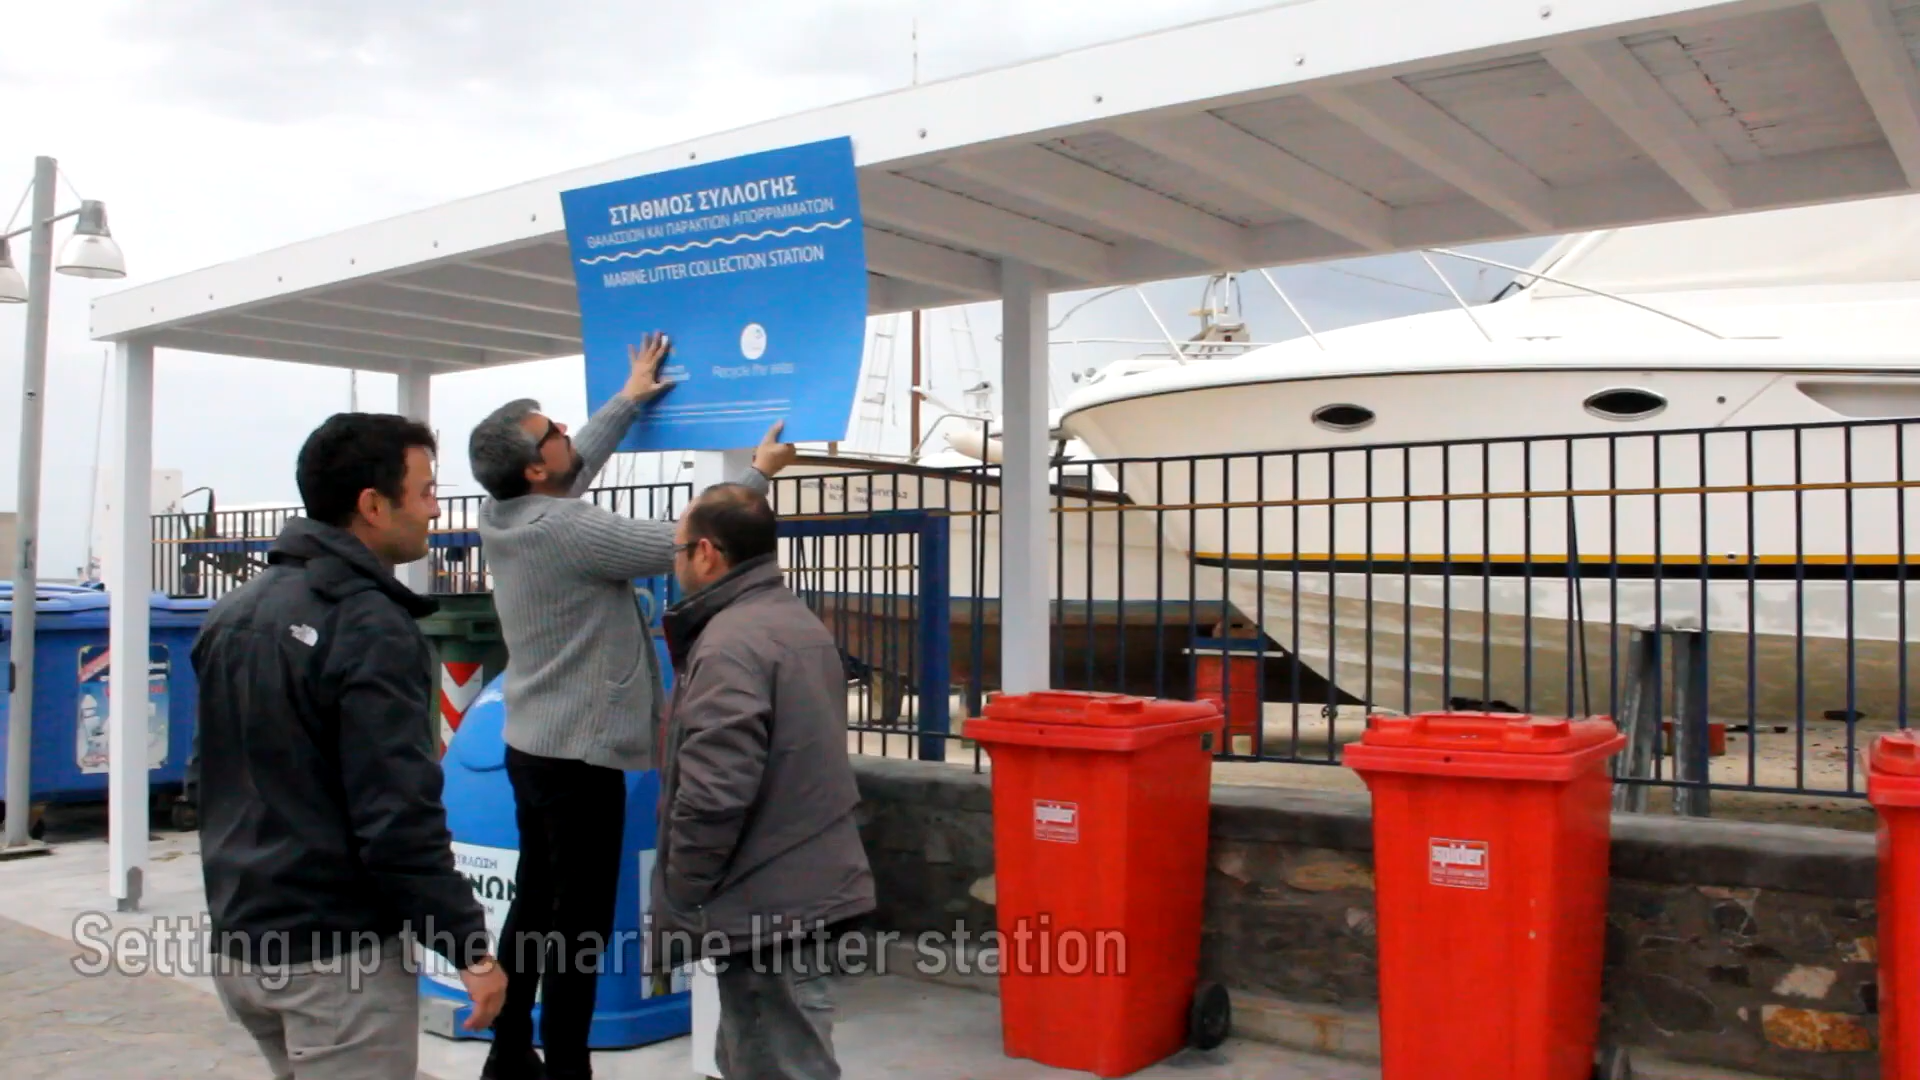 ΣΤΑΘΜΟΣ ΣΥΛΛΟΓΗΣ
ΘΑΛΑΣΣΙΩΝ ΚΑΙ ΠΑΡΑΚΤΙΩΝ ΑΠΟΡΡΙΜΜΑΤΩΝ
MARINE LITTER COLLECTION STATION
Recycle the seas
spider
spider
Setting up the marine litter station